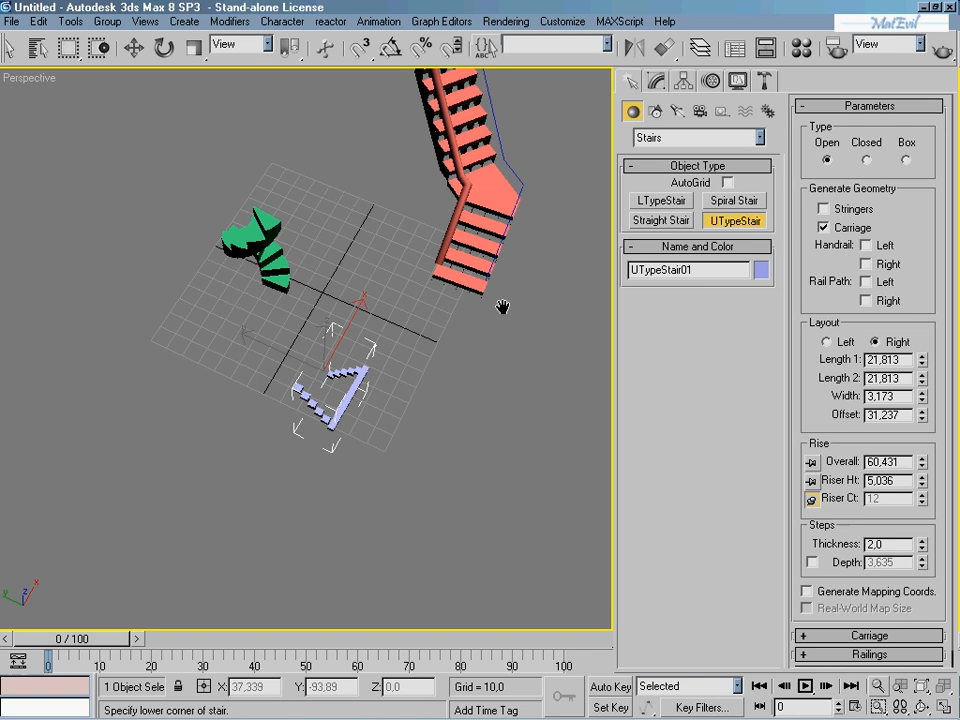 Untitled - Autodesk 3ds Max 8 SP3 - Stand-alone License
File Edit Tools Group Views Create Modifiers Character reactor Animation Graph Editors Rendering Customize MAXScript Help
MatEvil
View
3
%
{} ABC
View
Perspective
Stairs
- Object Type
AutoGrid
LTypeStair Spiral Stair
Straight Stair UTypeStair
- Name and Color
UTypeStair01
- Parameters
Type
Open Closed Box
Generate Geometry
Stringers
Carriage
Handrail: Left
Right
Rail Path: Left
Right
Layout
Left Right
Length 1: 21,813
Length 2: 21,813
Width: 3,173
Offset: 31,237
Rise
Overall: 60,431
Riser Ht: 5,036
Riser Ct: 12
Steps
Thickness: 2,0
Depth: 3,635
Generate Mapping Coords.
Real-World Map Size
+ Carriage
+ Railings
x
y z x
< 0 / 100 >
0 10 20 30 40 50 60 70 80 90 100
1 Object Sele X: 37,339 Y: -93,89 Z: 0,0 Grid = 10,0 Auto Key Selected
Specify lower corner of stair. Add Time Tag Set Key Key Filters... 0